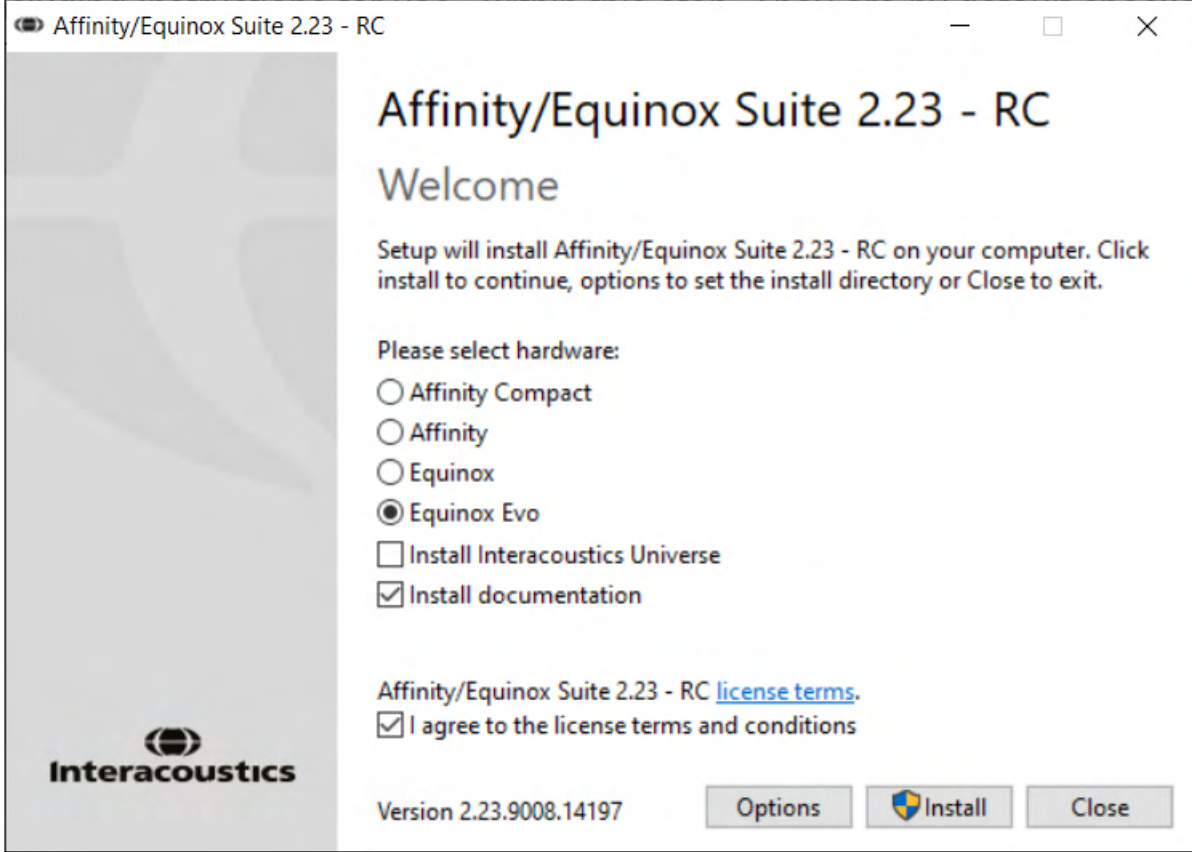 Affinity/Equinox Suite 2.23 - RC
Affinity/Equinox Suite 2.23 - RC
Welcome
Setup will install Affinity/Equinox Suite 2.23 - RC on your computer. Click
install to continue, options to set the install directory or Close to exit.
Please select hardware:
Affinity Compact
Affinity
Equinox
Equinox Evo
Install Interacoustics Universe
Install documentation
Affinity/Equinox Suite 2.23 - RC license terms.
I agree to the license terms and conditions
Interacoustics
Version 2.23.9008.14197
Options
Install
Close